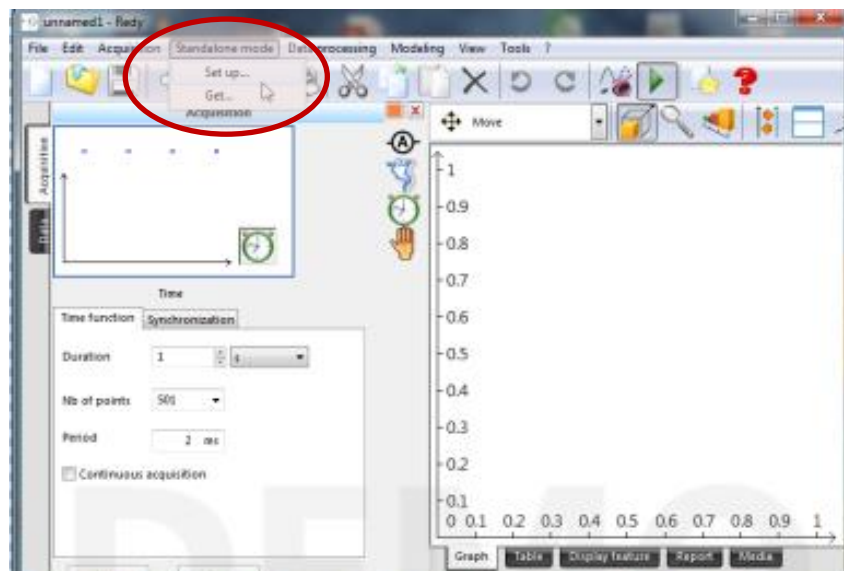 unnamed1 - Redy
File Edit Acquisition Standalone mode Data processing Modeling View Tools ?
Set up...
Get...
Acquisition
Move
Acquisition
A
Time
Time function Synchronization
Duration 1 s
Nb of points 501
Period 2 ms
Continuous acquisition
1
0.9
0.8
0.7
0.6
0.5
0.4
0.3
0.2
0.1
0 0.1 0.2 0.3 0.4 0.5 0.6 0.7 0.8 0.9 1
Graph Table Display feature Report Media
DEMO